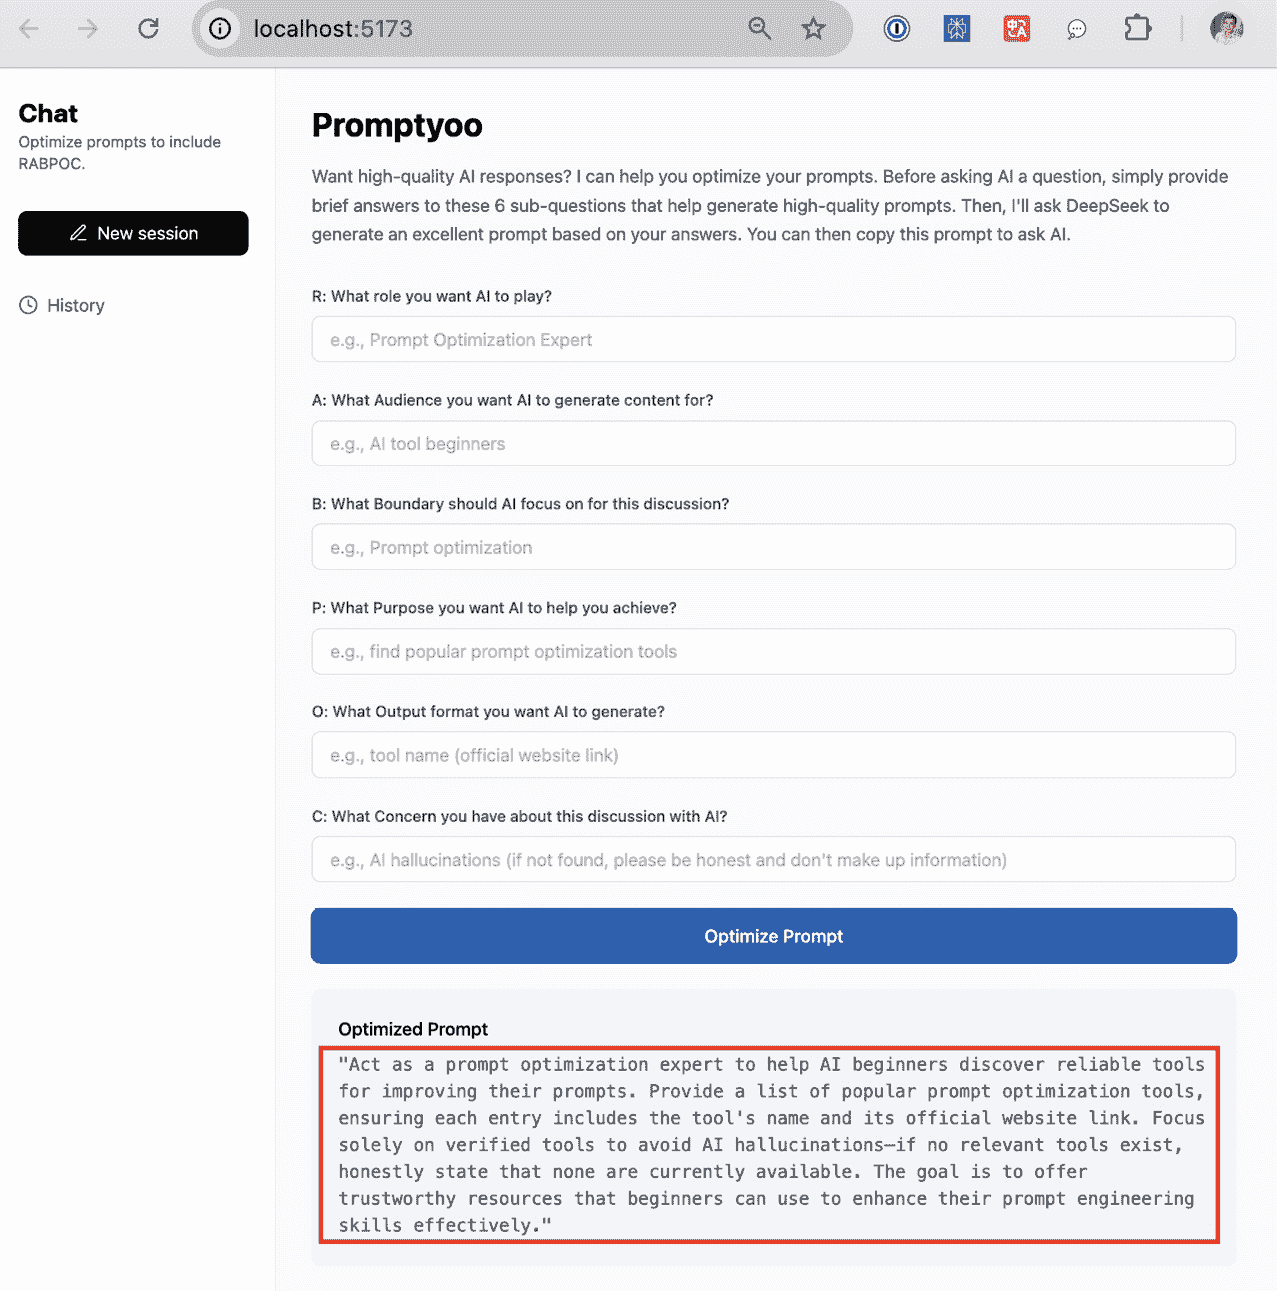 localhost:5173
Chat
Optimize prompts to include
RABPOC.
New session
History
Promptyoo
Want high-quality AI responses? I can help you optimize your prompts. Before asking AI a question, simply provide
brief answers to these 6 sub-questions that help generate high-quality prompts. Then, I'll ask DeepSeek to
generate an excellent prompt based on your answers. You can then copy this prompt to ask AI.
R: What role you want AI to play?
e.g., Prompt Optimization Expert
A: What Audience you want AI to generate content for?
e.g., AI tool beginners
B: What Boundary should AI focus on for this discussion?
e.g., Prompt optimization
P: What Purpose you want AI to help you achieve?
e.g., find popular prompt optimization tools
O: What Output format you want AI to generate?
e.g., tool name (official website link)
C: What Concern you have about this discussion with AI?
e.g., AI hallucinations (if not found, please be honest and don't make up information)
Optimize Prompt
Optimized Prompt
"Act as a prompt optimization expert to help AI beginners discover reliable tools
for improving their prompts. Provide a list of popular prompt optimization tools,
ensuring each entry includes the tool's name and its official website link. Focus
solely on verified tools to avoid AI hallucinations—if no relevant tools exist,
honestly state that none are currently available. The goal is to offer
trustworthy resources that beginners can use to enhance their prompt engineering
skills effectively."